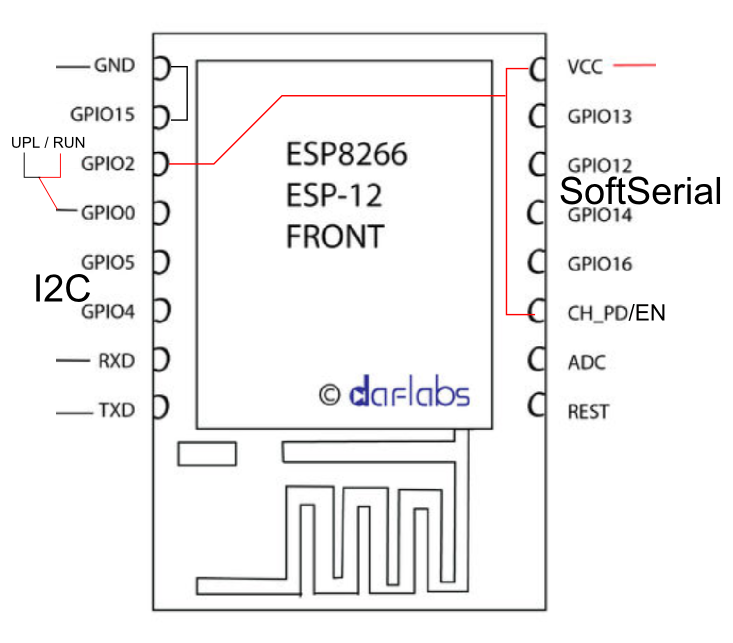 GND
GPIO15
UPL / RUN
GPIO2
GPIO0
GPIO5
I2C
GPIO4
RXD
TXD
ESP8266
ESP-12
FRONT
© darlabs
VCC
GPIO13
GPIO12
SoftSerial
GPIO14
GPIO16
CH_PD/EN
ADC
REST